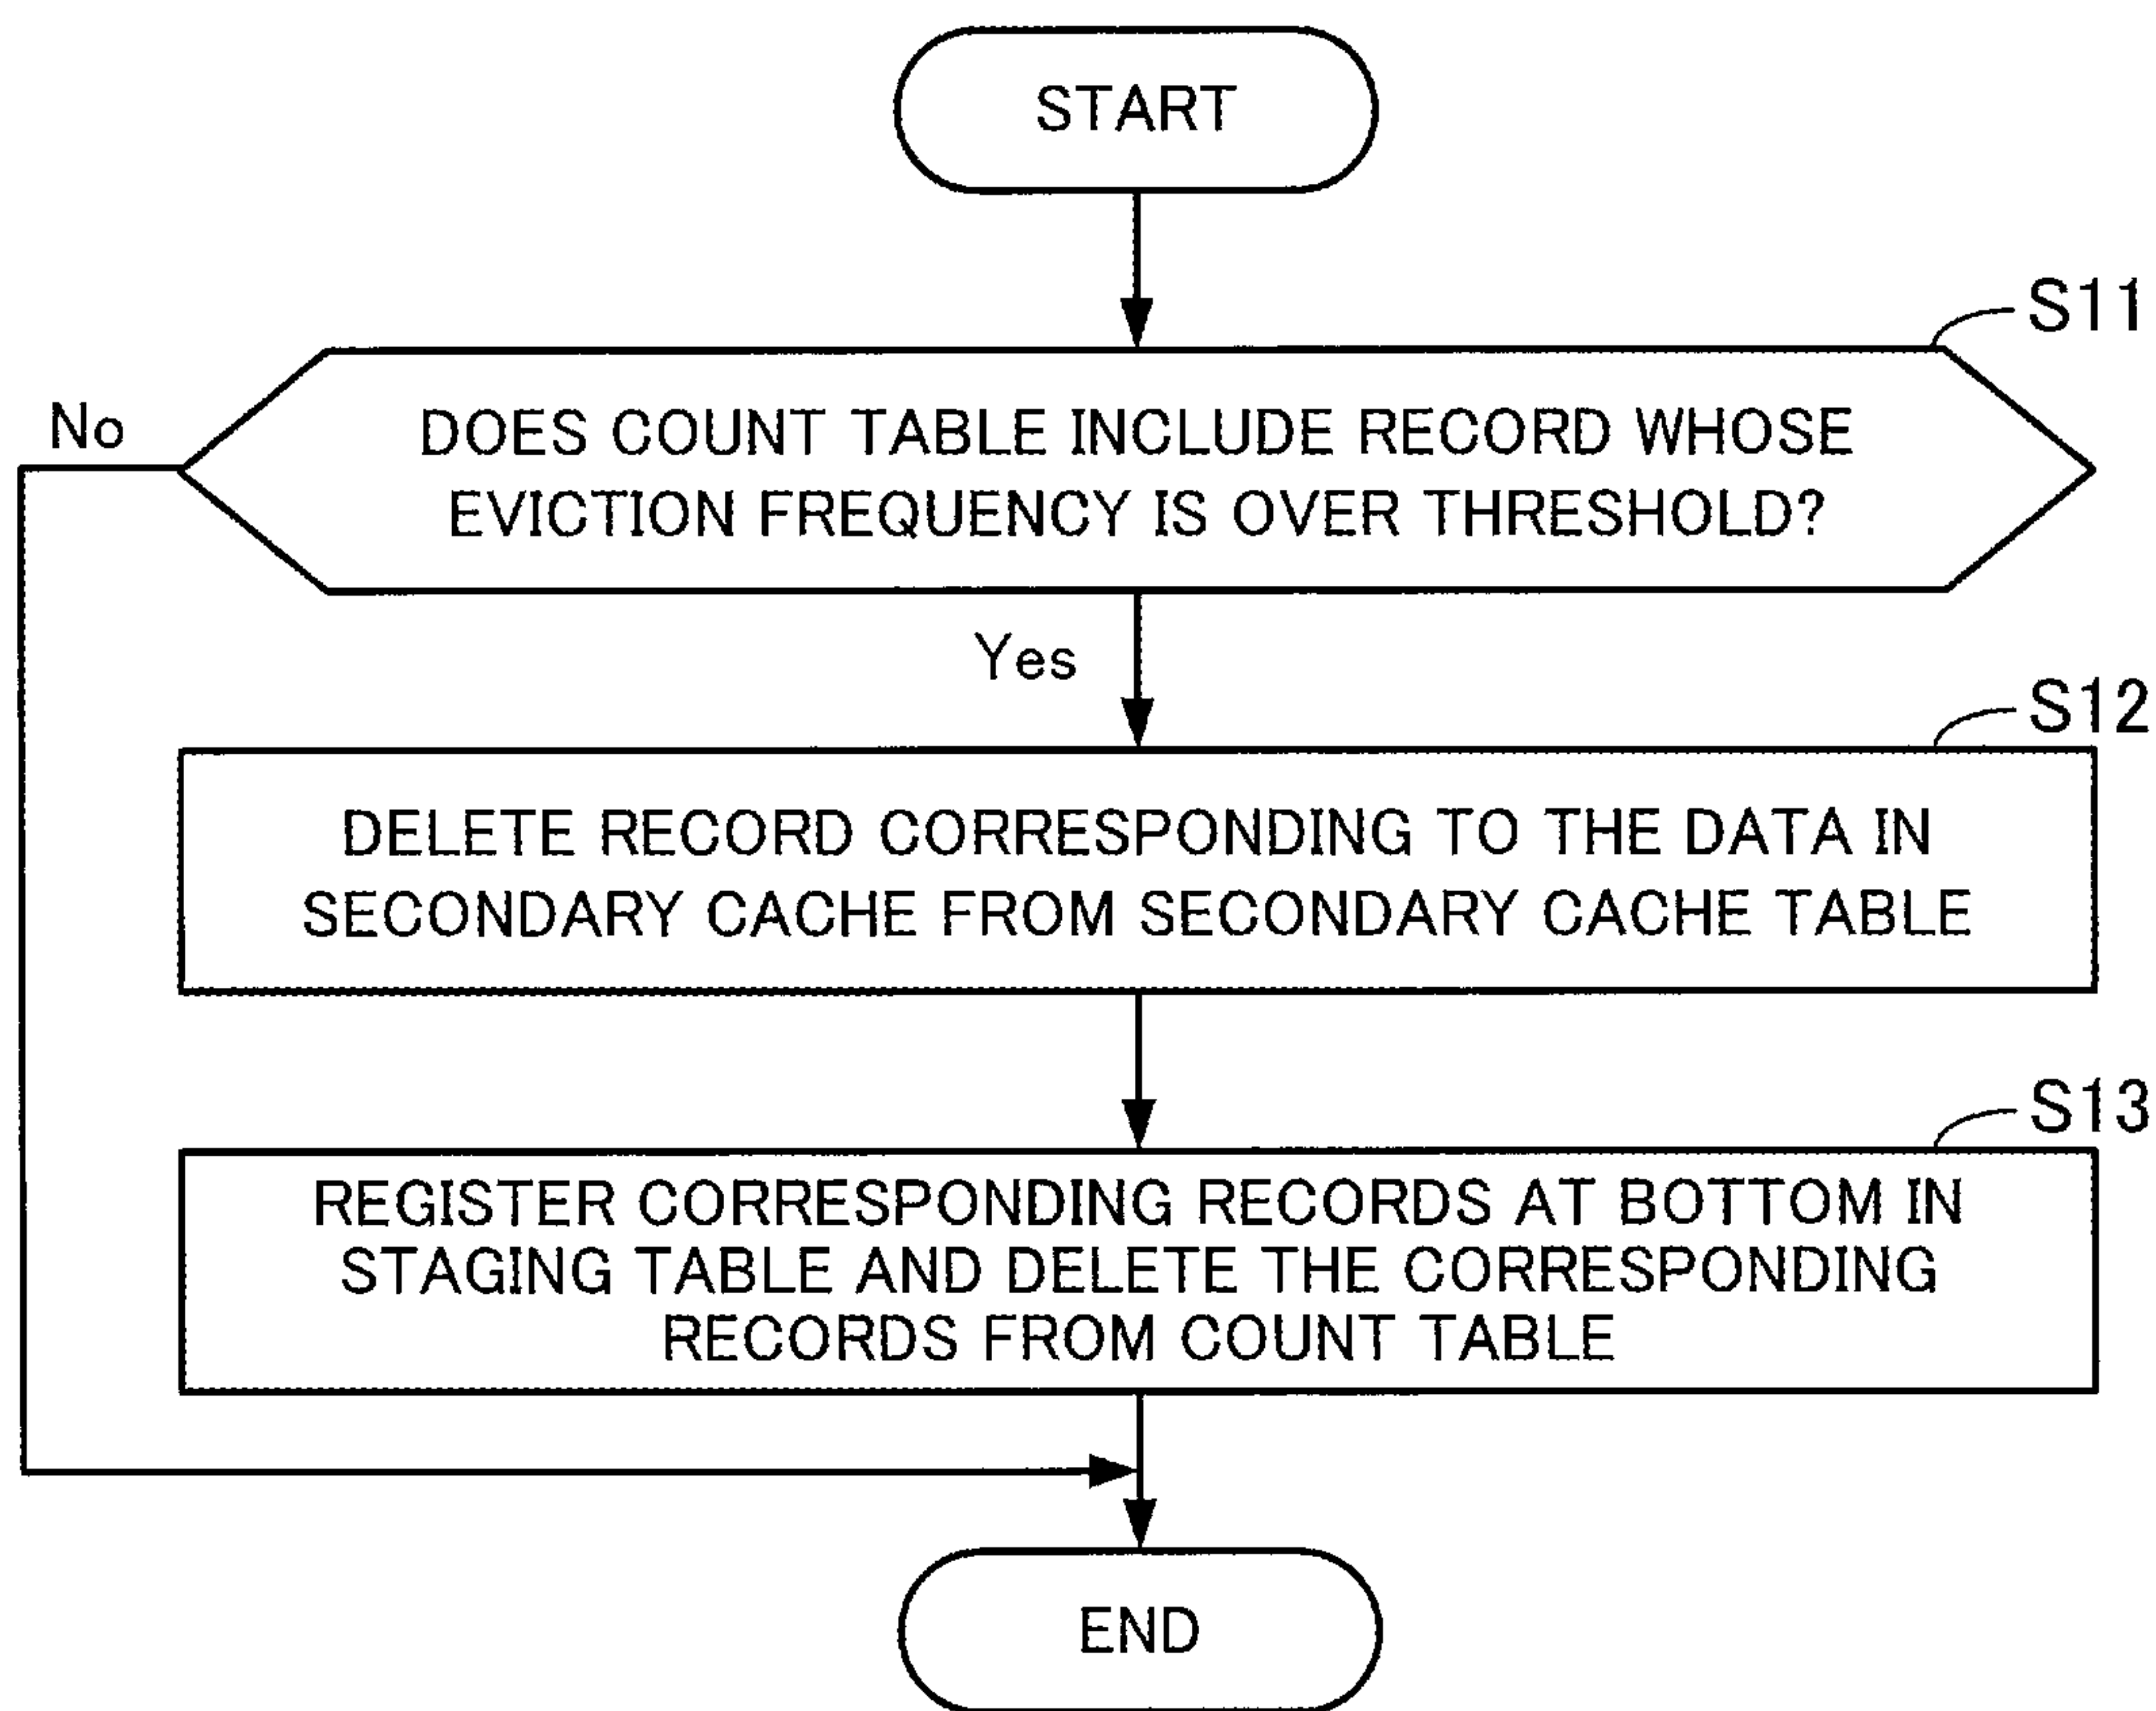 START
S11
No
DOES COUNT TABLE INCLUDE RECORD WHOSE
EVICTION FREQUENCY IS OVER THRESHOLD?
Yes
S12
DELETE RECORD CORRESPONDING TO THE DATA IN
SECONDARY CACHE FROM SECONDARY CACHE TABLE
S13
REGISTER CORRESPONDING RECORDS AT BOTTOM IN
STAGING TABLE AND DELETE THE CORRESPONDING
RECORDS FROM COUNT TABLE
END